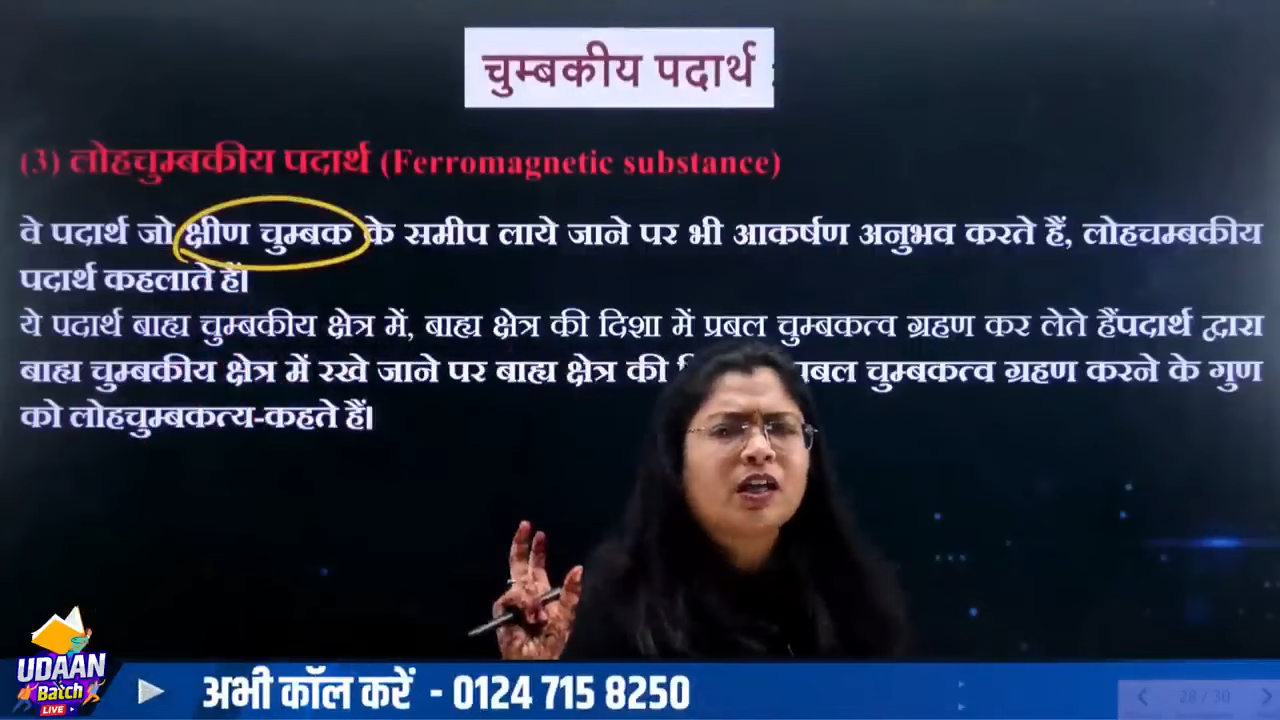 चुम्बकीय पदार्थ :
(3) लोहचुम्बकीय पदार्थ (Ferromagnetic substance)
वे पदार्थ जो क्षीण चुम्बक के समीप लाये जाने पर भी आकर्षण अनुभव करते हैं, लोहचम्बकीय
पदार्थ कहलाते हैं।
ये पदार्थ बाह्य चुम्बकीय क्षेत्र में, बाह्य क्षेत्र की दिशा में प्रबल चुम्बकत्व ग्रहण कर लेते हैंपदार्थ द्वारा
बाह्य चुम्बकीय क्षेत्र में रखे जाने पर बाह्य क्षेत्र की चुम्बकत्व ग्रहण करने के गुण
को लोहचुम्बकत्य-कहते हैं।
UDAAN
Batch
LIVE
अभी कॉल करें - 0124 715 8250
28 / 30